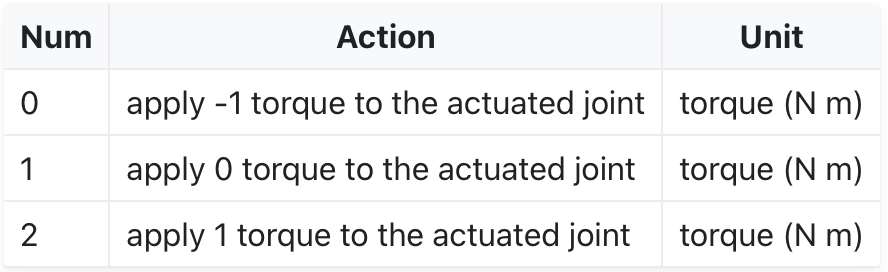 Num Action Unit
0 apply -1 torque to the actuated joint torque (N m)
1 apply 0 torque to the actuated joint torque (N m)
2 apply 1 torque to the actuated joint torque (N m)